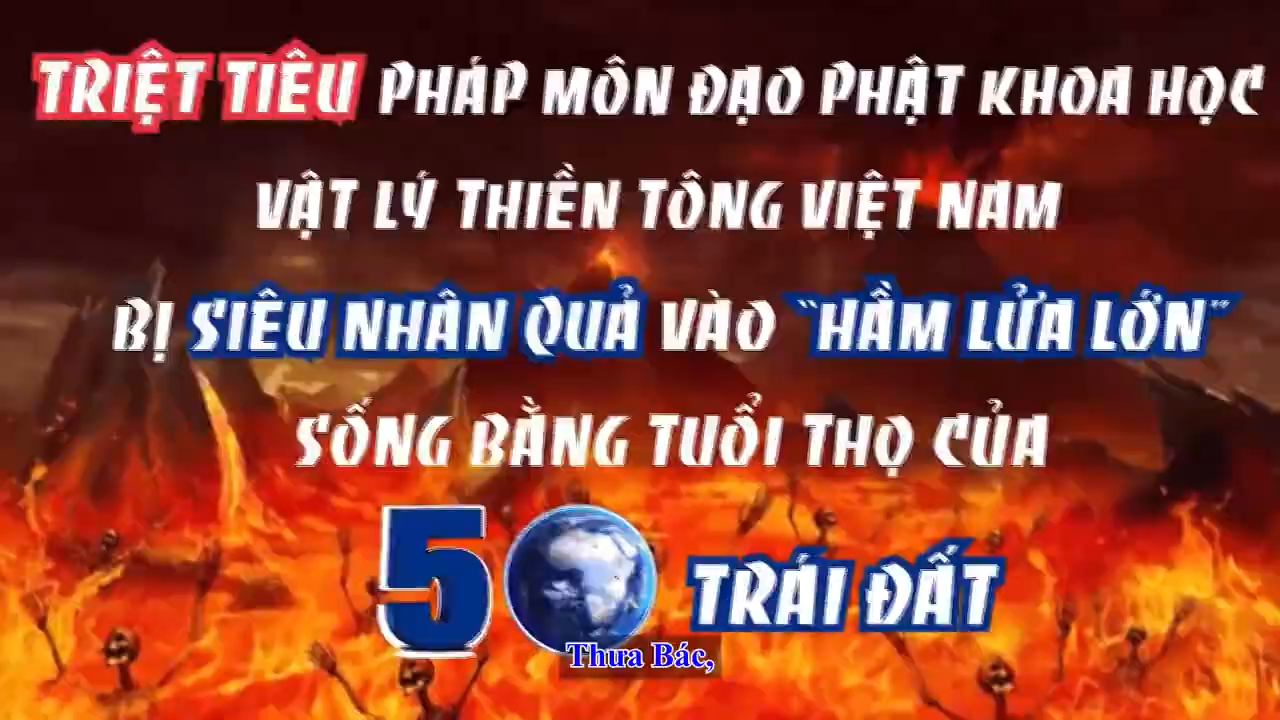 TRIỆT TIÊU PHÁP MÔN ĐẠO PHẬT KHOA HỌC
VẬT LÝ THIỀN TÔNG VIỆT NAM
BỊ SIÊU NHÂN QUẢ VÀO "HẦM LỬA LỚN"
SỐNG BẰNG TUỔI THỌ CỦA
50 TRÁI ĐẤT
Thưa Bác,